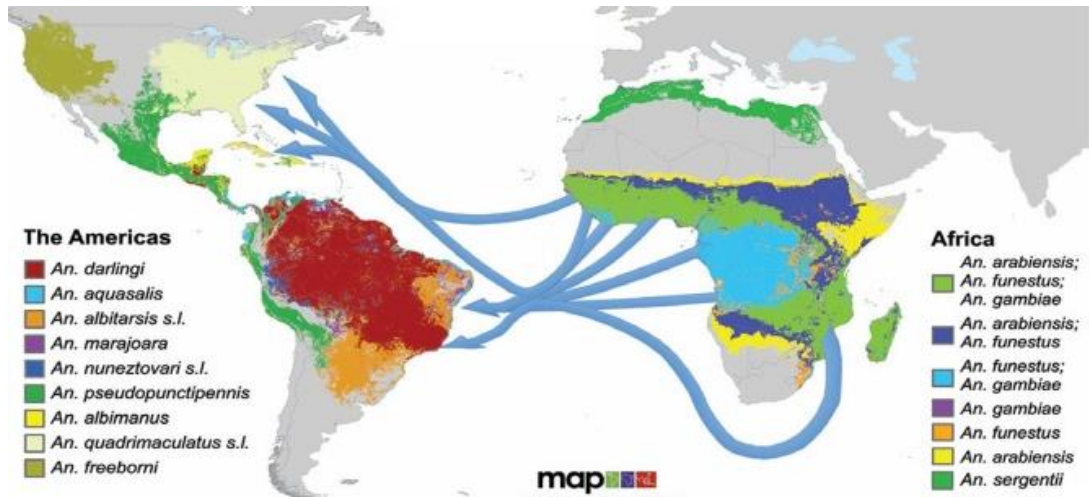 The Americas
An. darlingi
An. aquasalis
An. albitarsis s.l.
An. marajoara
An. nuneztovari s.l.
An. pseudopunctipennis
An. albimanus
An. quadrimaculatus s.l.
An. freeborni
map
Africa
An. arabiensis;
An. funestus;
An. gambiae
An. arabiensis;
An. funestus
An. funestus;
An. gambiae
An. gambiae
An. funestus
An. arabiensis
An. sergentii